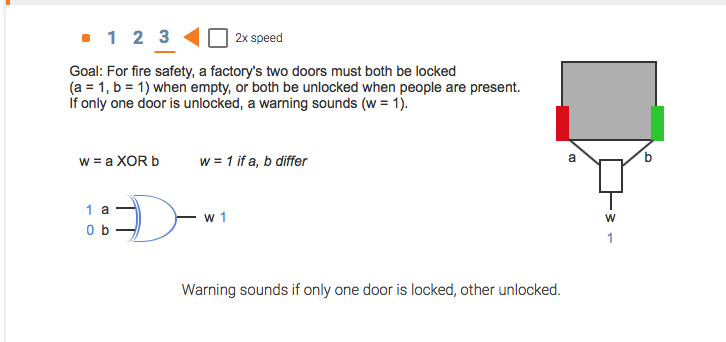 1 2 3 2x speed
Goal: For fire safety, a factory's two doors must both be locked
(a = 1, b = 1) when empty, or both be unlocked when people are present.
If only one door is unlocked, a warning sounds (w = 1).
w = a XOR b w = 1 if a, b differ
a b
1 a
w 1
0 b
w
1
Warning sounds if only one door is locked, other unlocked.